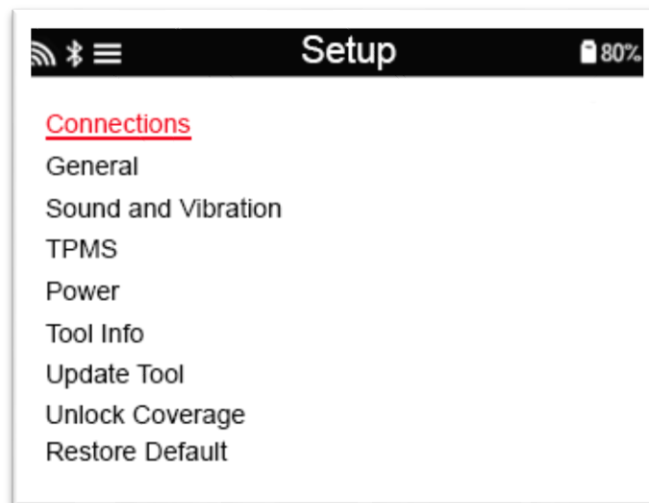 Setup
80%
Connections
General
Sound and Vibration
TPMS
Power
Tool Info
Update Tool
Unlock Coverage
Restore Default